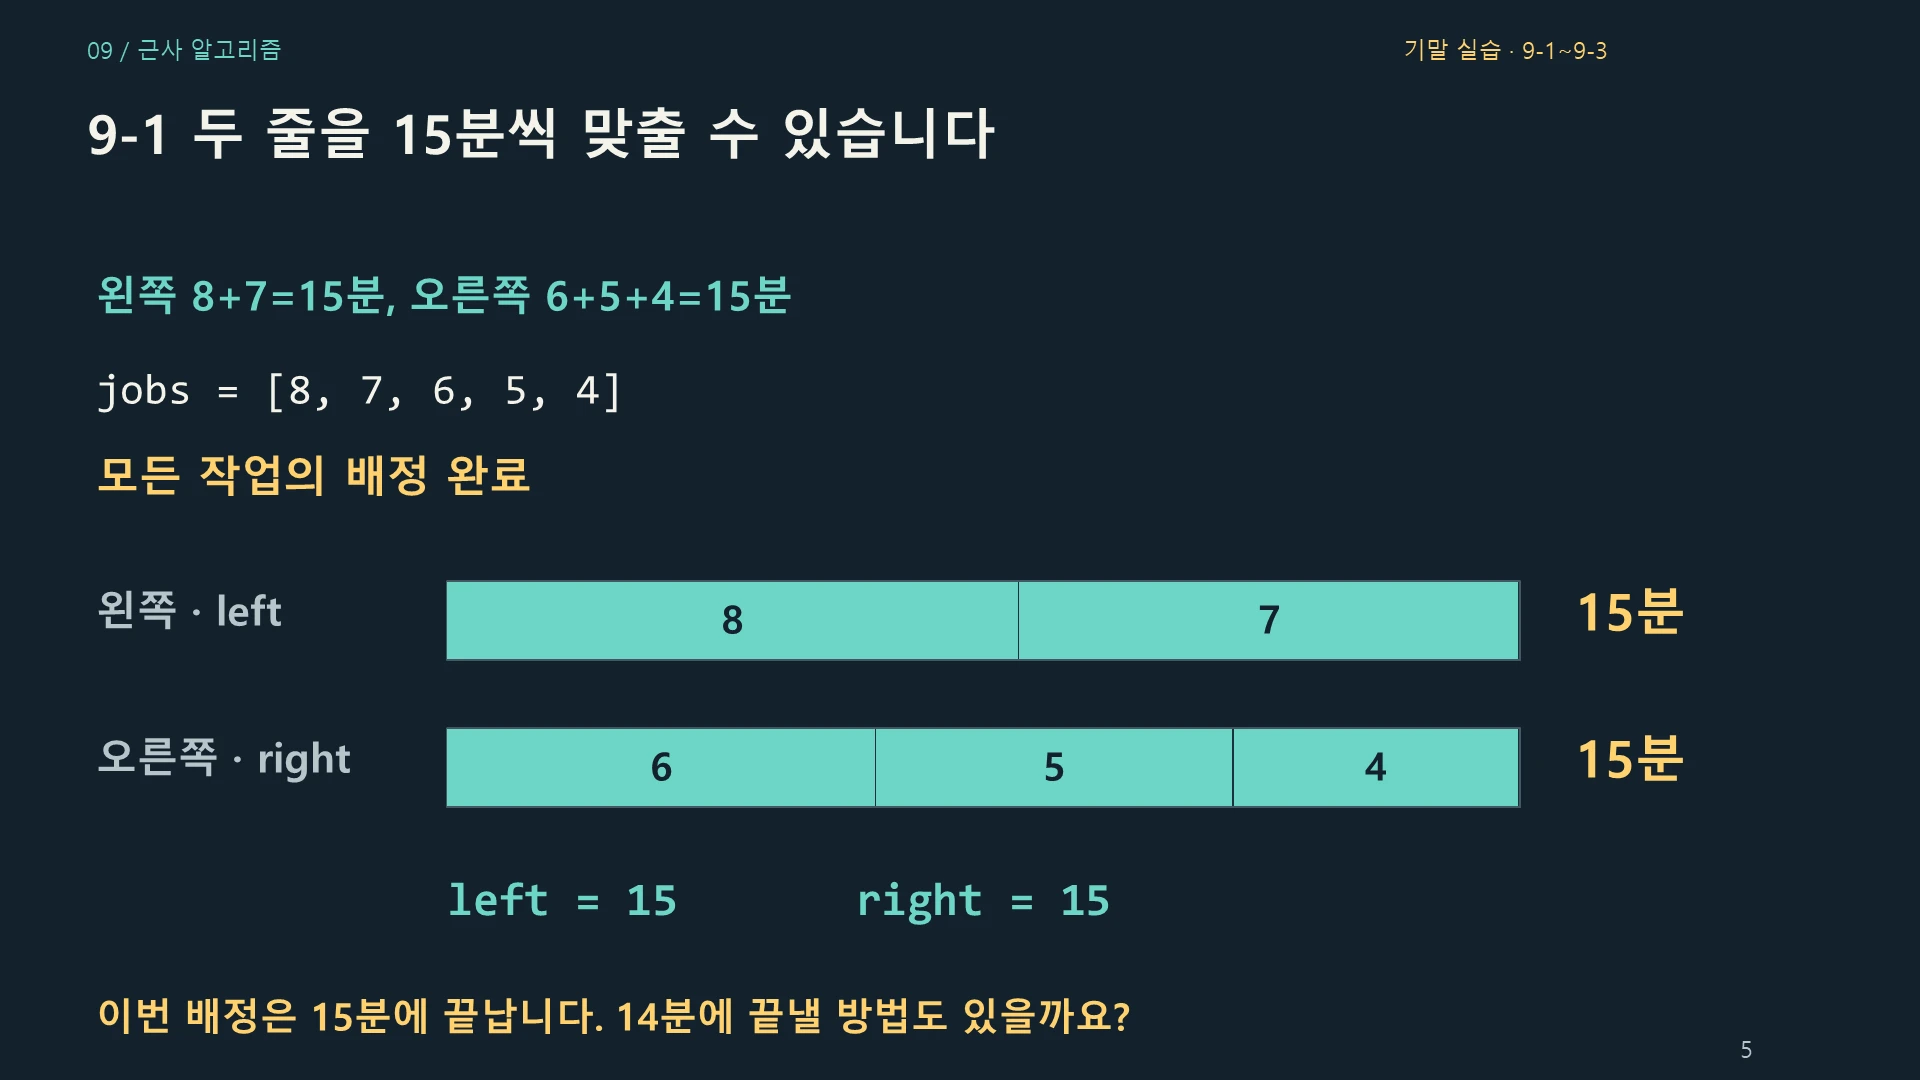 09 / 근사 알고리즘
기말 실습 · 9-1~9-3
9-1 두 줄을 15분씩 맞출 수 있습니다
왼쪽 8+7=15분, 오른쪽 6+5+4=15분
jobs = [8, 7, 6, 5, 4]
모든 작업의 배정 완료
왼쪽 · left 8 7 15분
오른쪽 · right 6 5 4 15분
left = 15 right = 15
이번 배정은 15분에 끝납니다. 14분에 끝낼 방법도 있을까요?
5